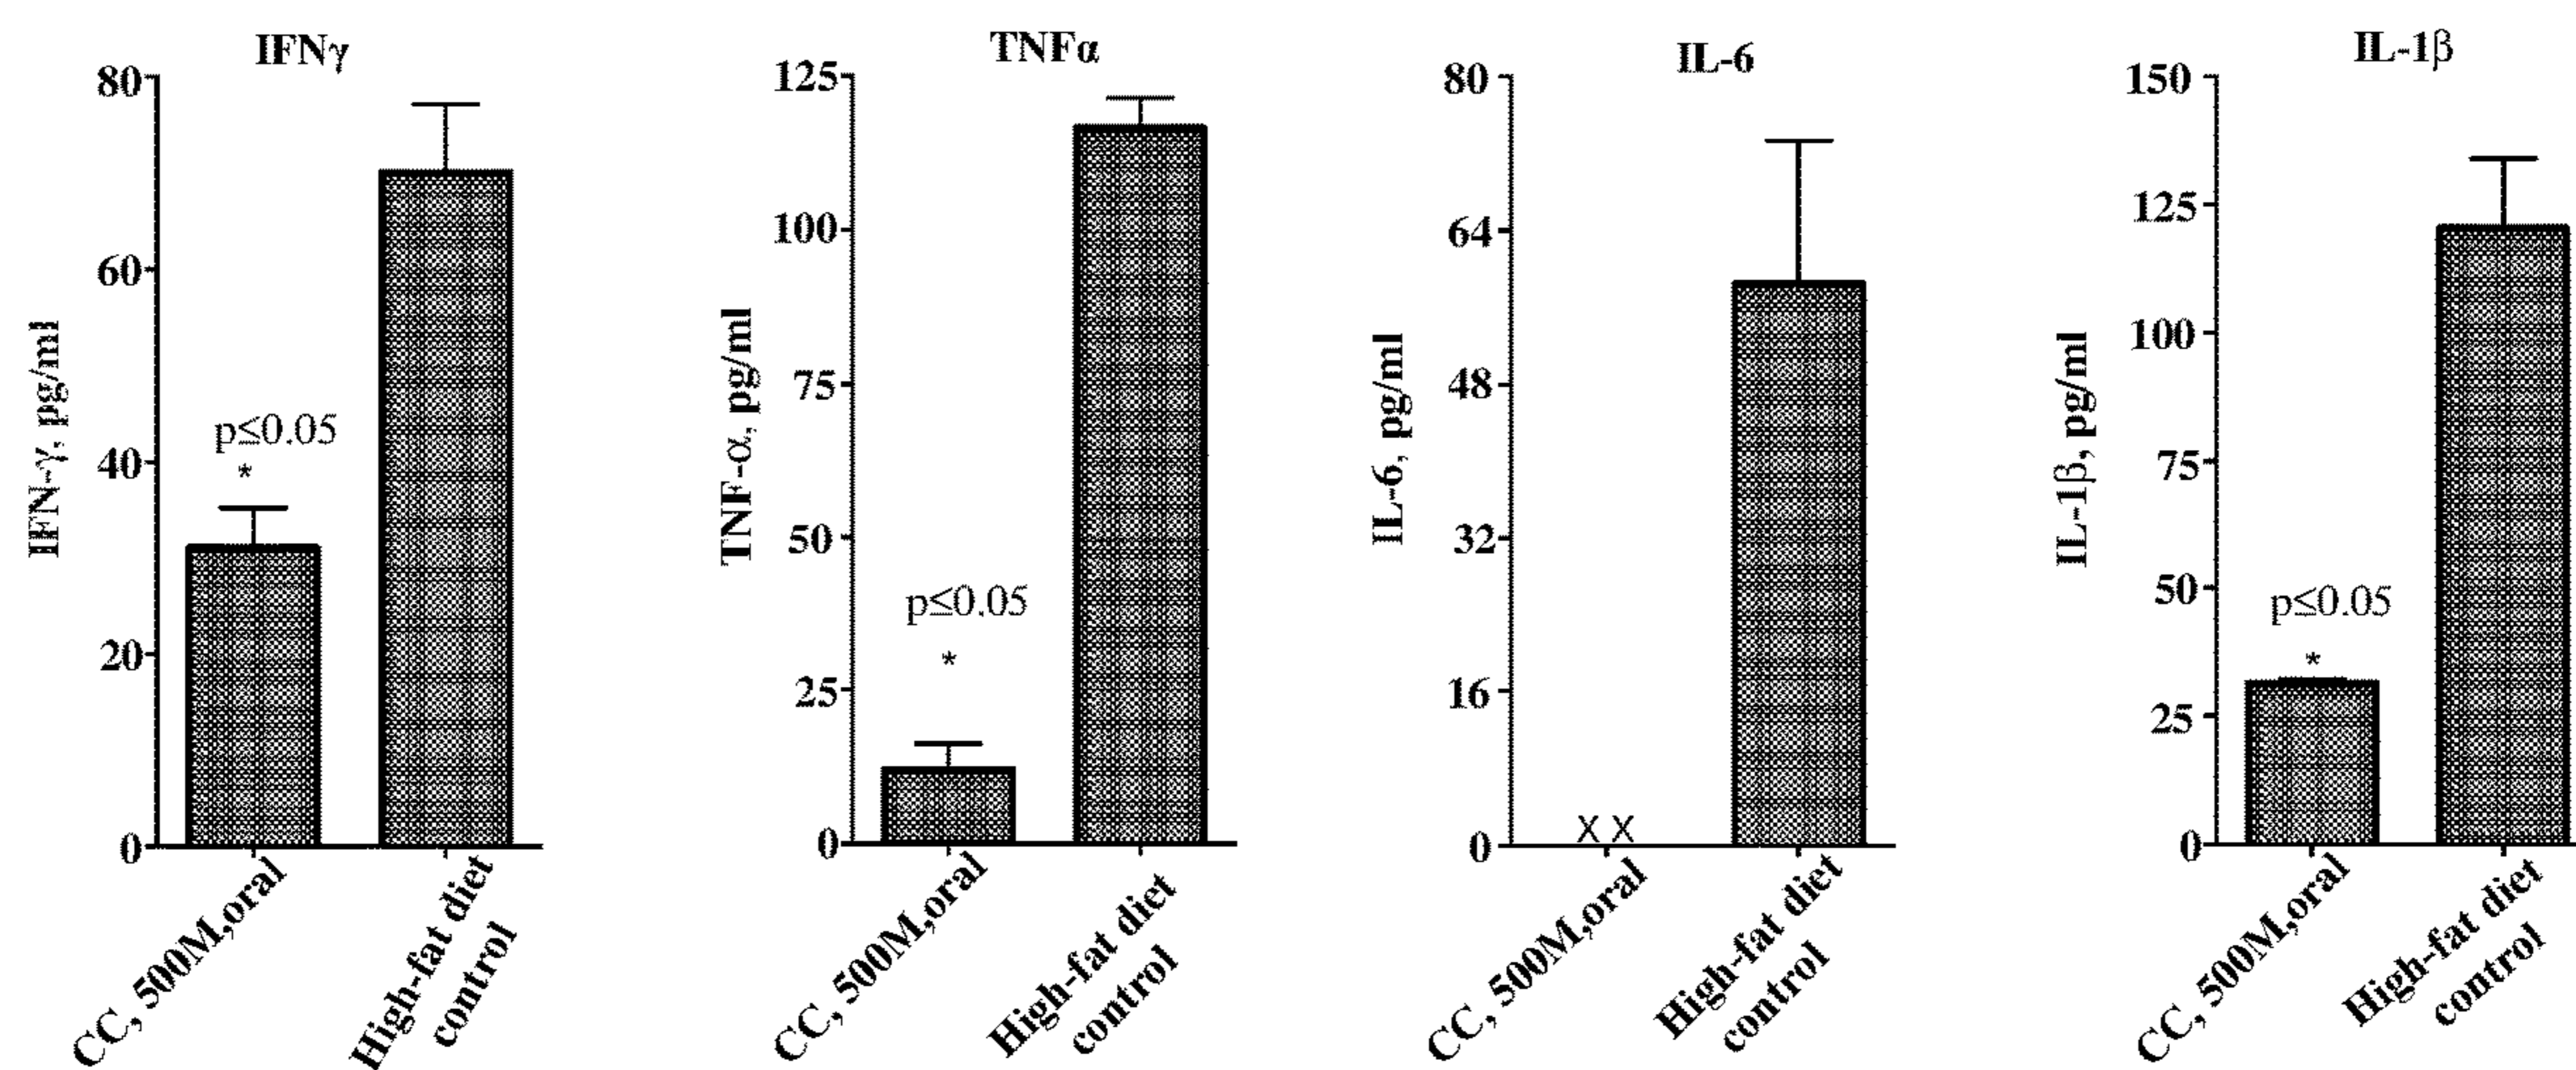 IFNγ
IFN-γ, pg/ml
80
60
40
20
0
p≤0.05
*
CC, 500M,oral
High-fat diet
control
TNFα
TNF-α, pg/ml
125
100
75
50
25
0
p≤0.05
*
CC, 500M,oral
High-fat diet
control
IL-6
IL-6, pg/ml
80
64
48
32
16
0
X X
CC, 500M,oral
High-fat diet
control
IL-1β
IL-1β, pg/ml
150
125
100
75
50
25
0
p≤0.05
*
CC, 500M,oral
High-fat diet
control